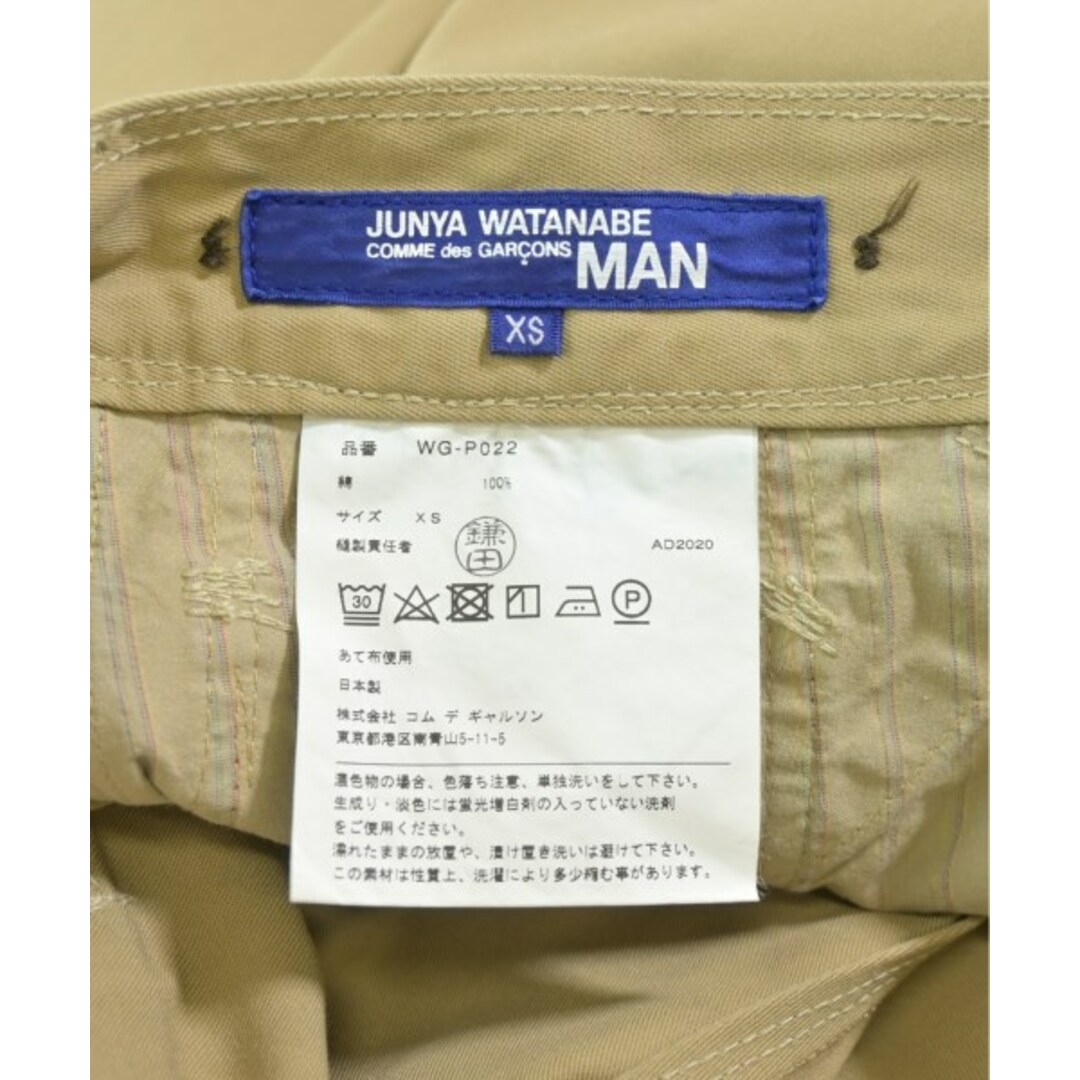 JUNYA WATANABE
COMME des GARÇONS MAN
XS
品番 WG-P022
綿 100%
サイズ XS
縫製責任者 鎌田 AD2020
30 P
あて布使用
日本製
株式会社 コム デ ギャルソン
東京都港区南青山5-11-5
濃色物の場合、色落ち注意、単独洗いをして下さい。
生成り・淡色には蛍光増白剤の入っていない洗剤
をご使用ください。
濡れたままの放置や、漬け置き洗いは避けて下さい。
この素材は性質上、洗濯により多少縮む事があります。